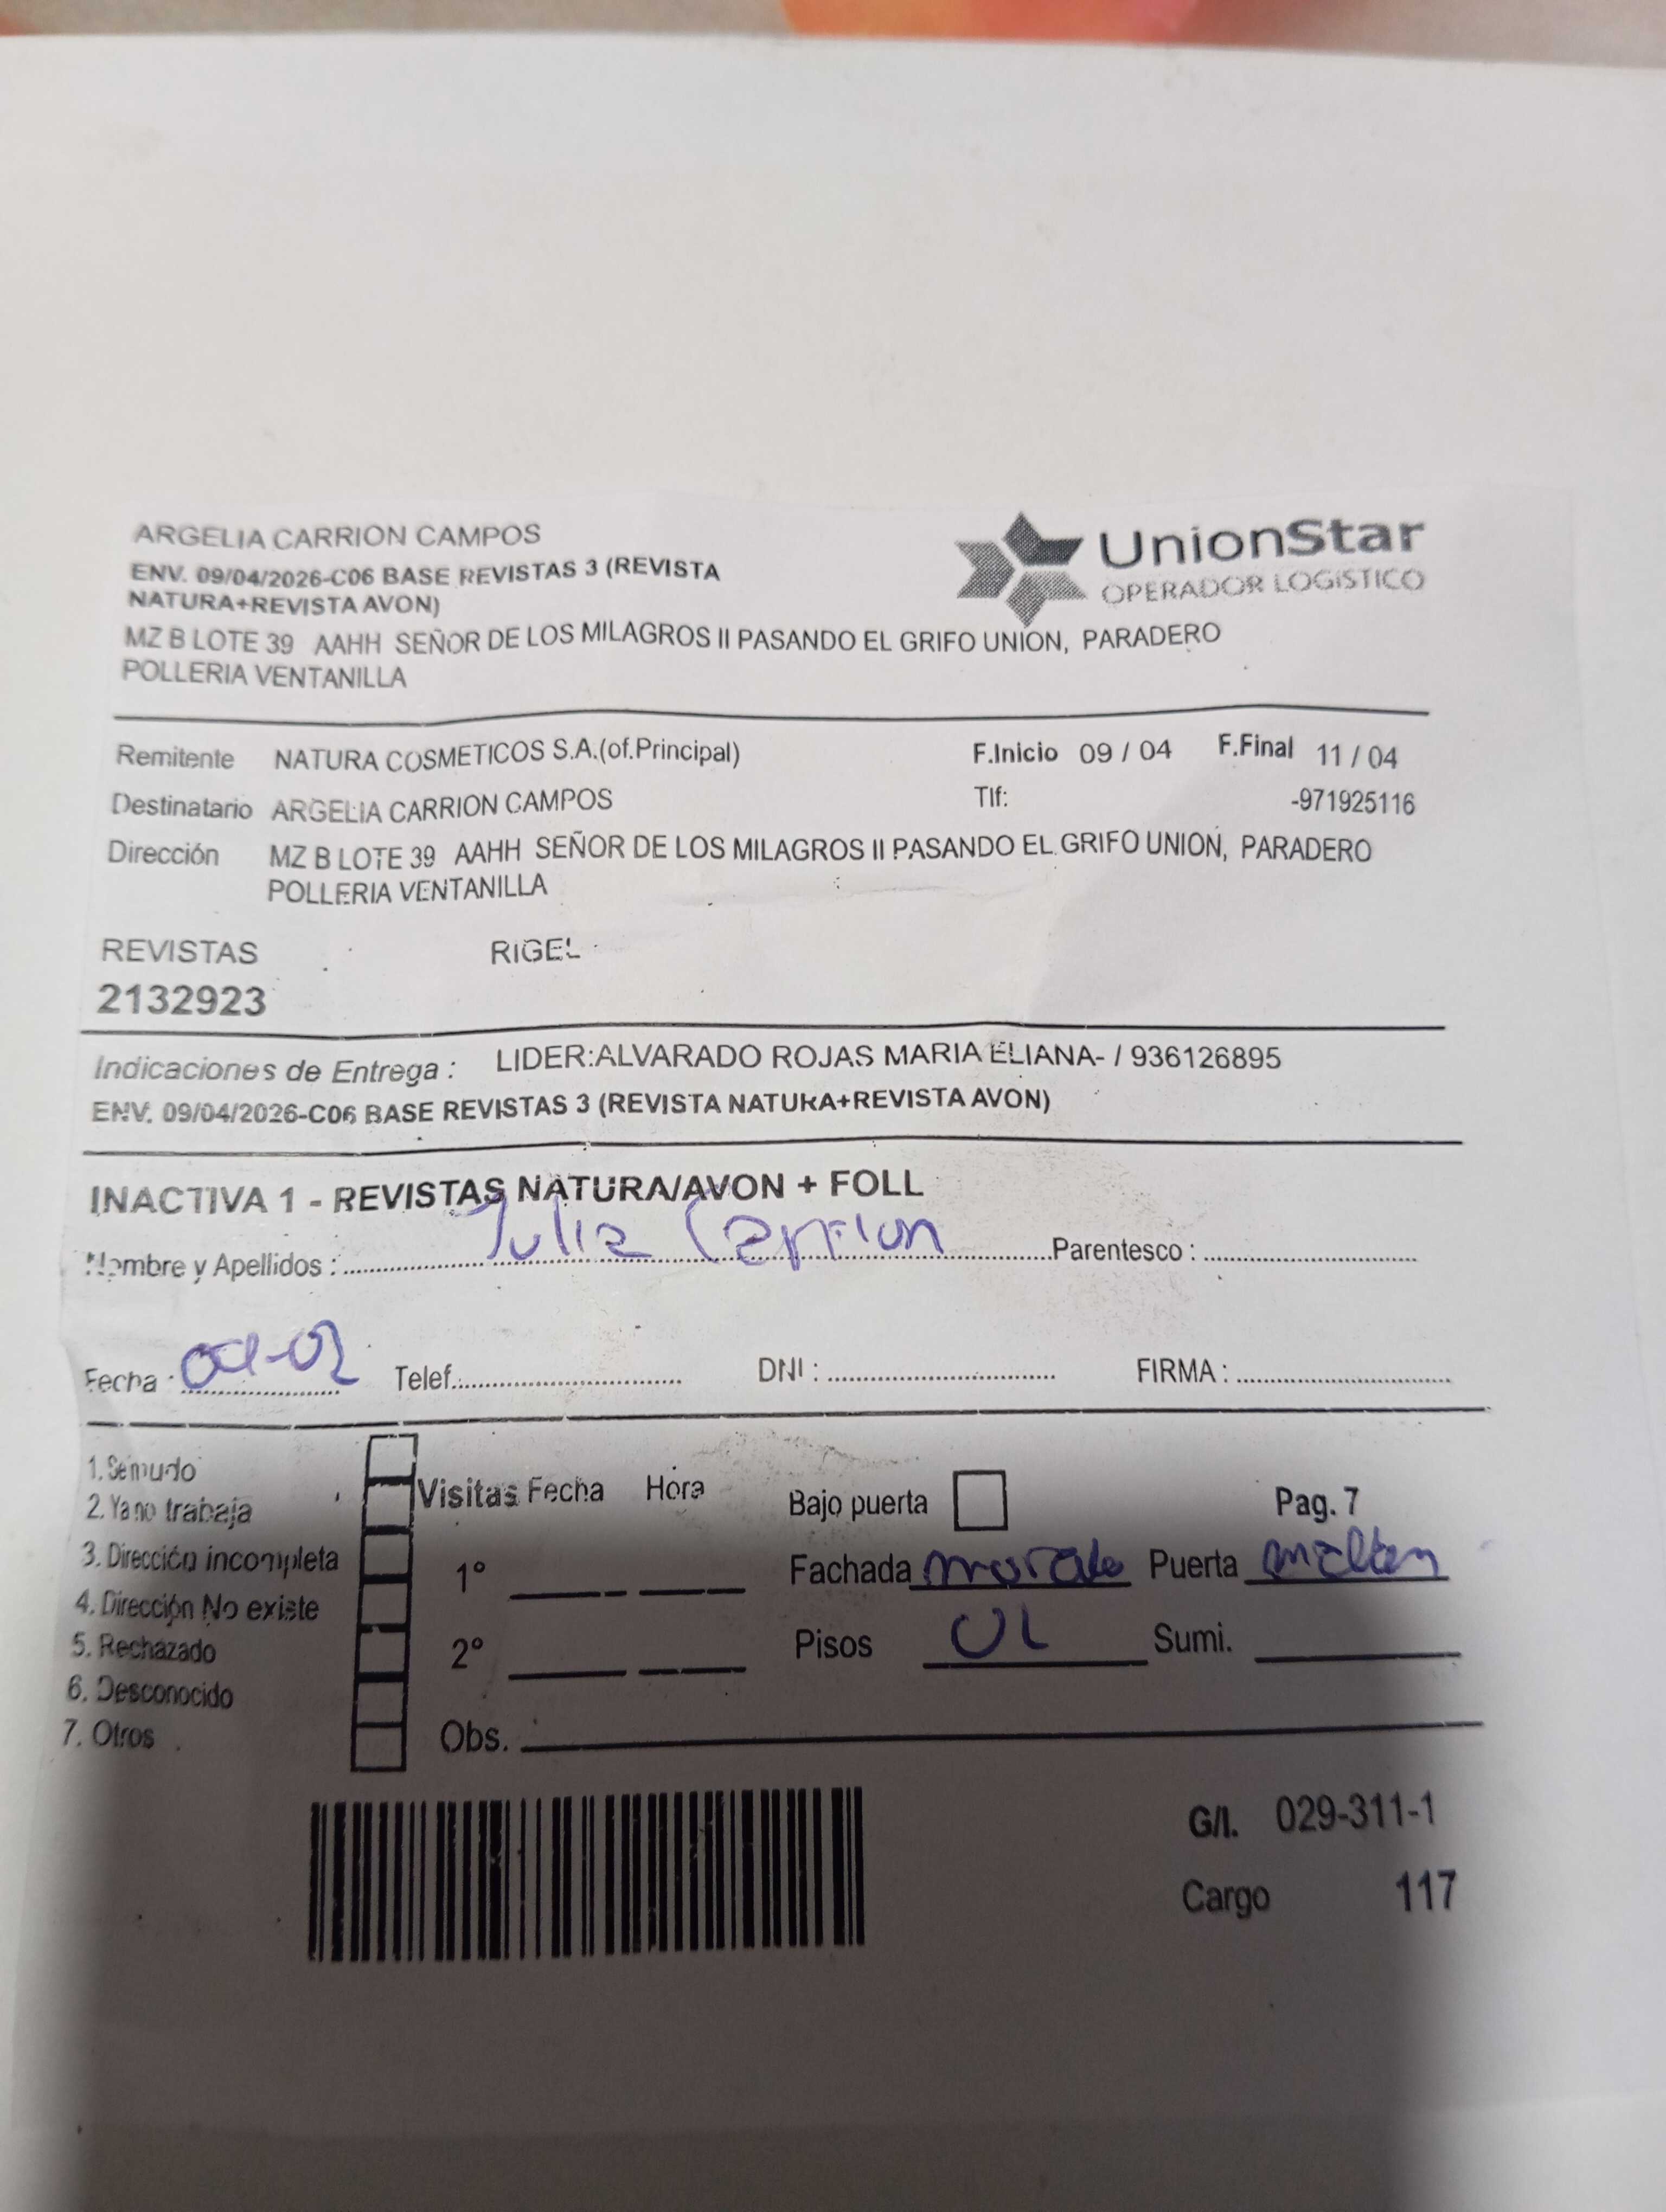 ARGELIA CARRION CAMPOS
ENV. 09/04/2026-C06 BASE REVISTAS 3 (REVISTA
NATURA+REVISTA AVON)
MZ B LOTE 39 AAHH SEÑOR DE LOS MILAGROS II PASANDO EL GRIFO UNION, PARADERO
POLLERIA VENTANILLA
UnionStar
OPERADOR LOGISTICO
Remitente NATURA COSMETICOS S.A.(of.Principal) F.Inicio 09 / 04 F.Final 11 / 04
Destinatario ARGELIA CARRION CAMPOS Tlf: -971925116
Dirección MZ B LOTE 39 AAHH SEÑOR DE LOS MILAGROS II PASANDO EL GRIFO UNION, PARADERO
POLLERIA VENTANILLA
REVISTAS RIGEL
2132923
Indicaciones de Entrega : LIDER:ALVARADO ROJAS MARIA ELIANA- / 936126895
ENV. 09/04/2026-C06 BASE REVISTAS 3 (REVISTA NATURA+REVISTA AVON)
INACTIVA 1 - REVISTAS NATURA/AVON + FOLL
Nombre y Apellidos : Julia Carrion Parentesco :
Fecha : Telef.: DNI : FIRMA :
1. Se mudo
2. Ya no trabaja
3. Dirección incompleta
4. Dirección No existe
5. Rechazado
6. Desconocido
7. Otros
Visitas Fecha Hora Bajo puerta Pag. 7
1° Fachada Puerta
2° Pisos Sumi.
Obs.
G/I. 029-311-1
Cargo 117